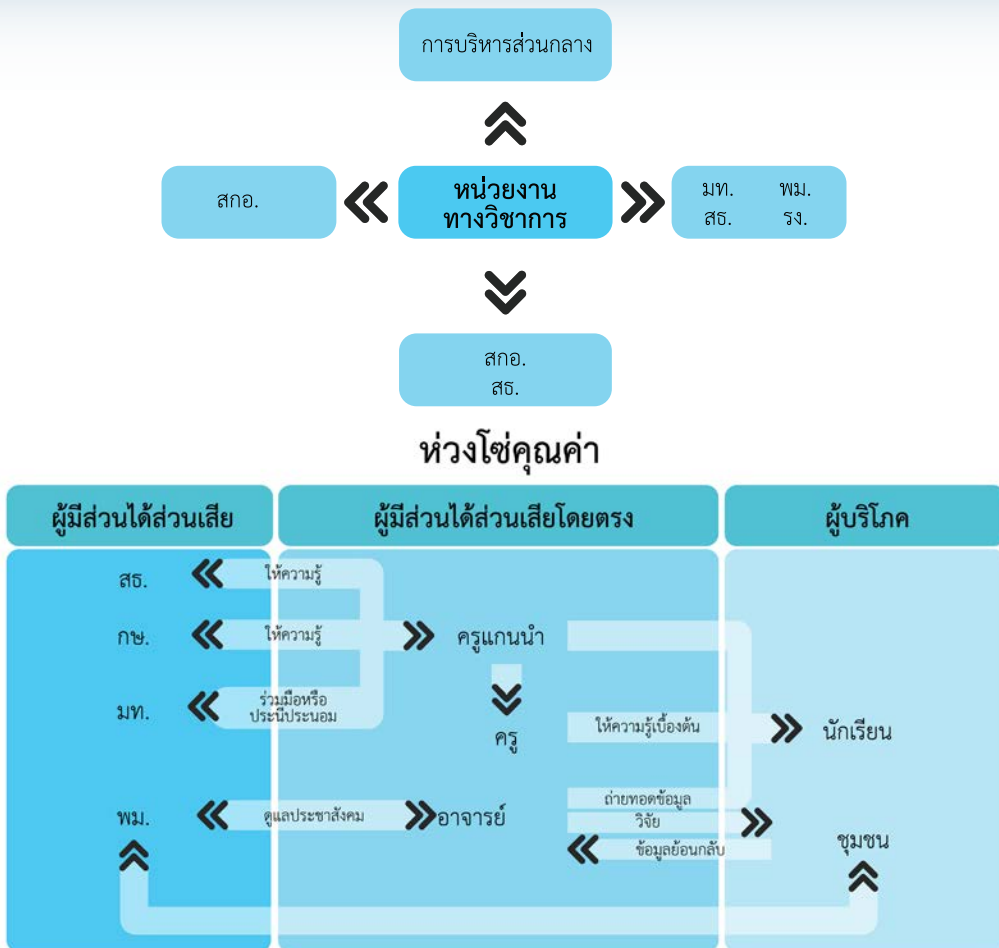 การบริหารส่วนกลาง
สกอ.
หน่วยงาน
ทางวิชาการ
มท. พม.
สธ. รง.
สกอ.
สธ.
ห่วงโซ่คุณค่า
ผู้มีส่วนได้ส่วนเสีย
ผู้มีส่วนได้ส่วนเสียโดยตรง
ผู้บริโภค
สธ.
ให้ความรู้
กษ.
ให้ความรู้
ครูแกนนำ
มท.
ร่วมมือหรือ
ประนีประนอม
ครู
ให้ความรู้เบื้องต้น
นักเรียน
พม.
ดูแลประชาสังคม
อาจารย์
ถ่ายทอดข้อมูล
วิจัย
ข้อมูลย้อนกลับ
ชุมชน